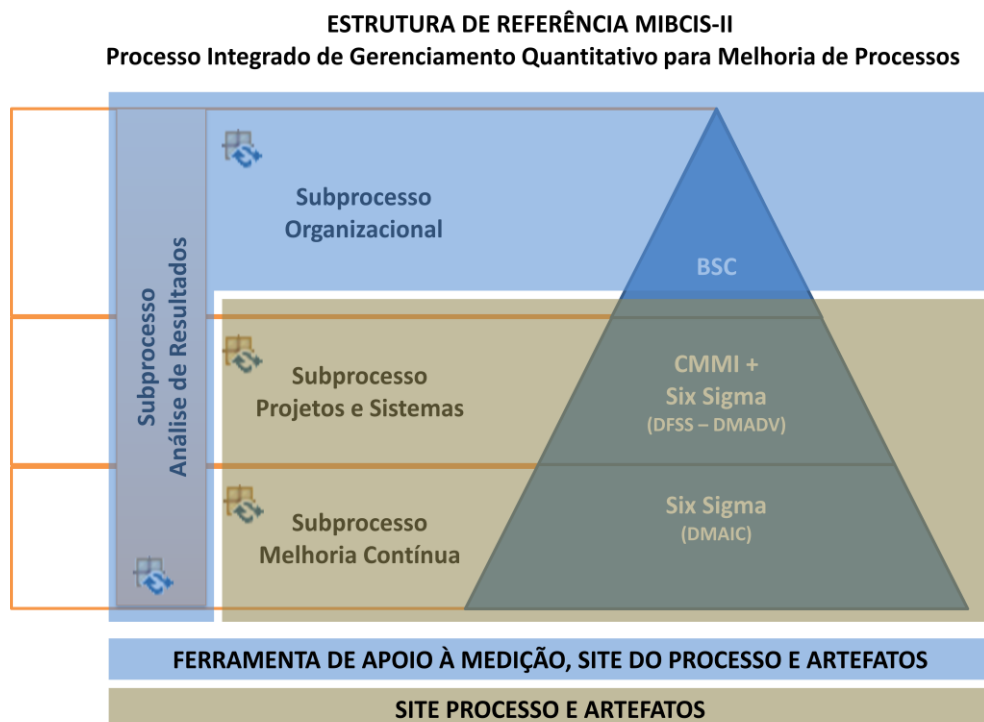 ESTRUTURA DE REFERÊNCIA MIBCIS-II
Processo Integrado de Gerenciamento Quantitativo para Melhoria de Processos
Subprocesso
Análise de Resultados
Subprocesso
Organizacional
BSC
Subprocesso
Projetos e Sistemas
CMMI +
Six Sigma
(DFSS – DMADV)
Subprocesso
Melhoria Contínua
Six Sigma
(DMAIC)
FERRAMENTA DE APOIO À MEDIÇÃO, SITE DO PROCESSO E ARTEFATOS
SITE PROCESSO E ARTEFATOS